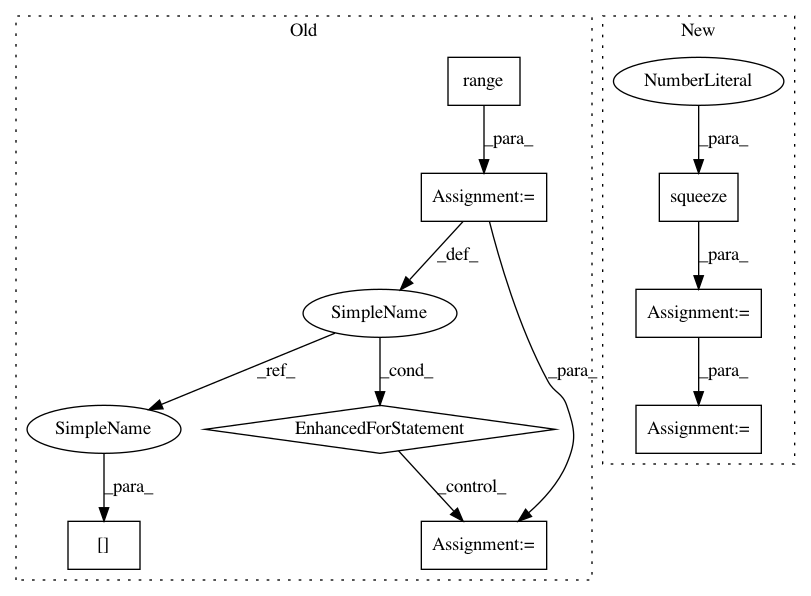 Old
New
range
NumberLiteral
_para_
_para_
Assignment:=
squeeze
_def_
_para_
SimpleName
Assignment:=
_ref_
_cond_
_para_
_para_
SimpleName
EnhancedForStatement
Assignment:=
_para_
_control_
[]
Assignment:=